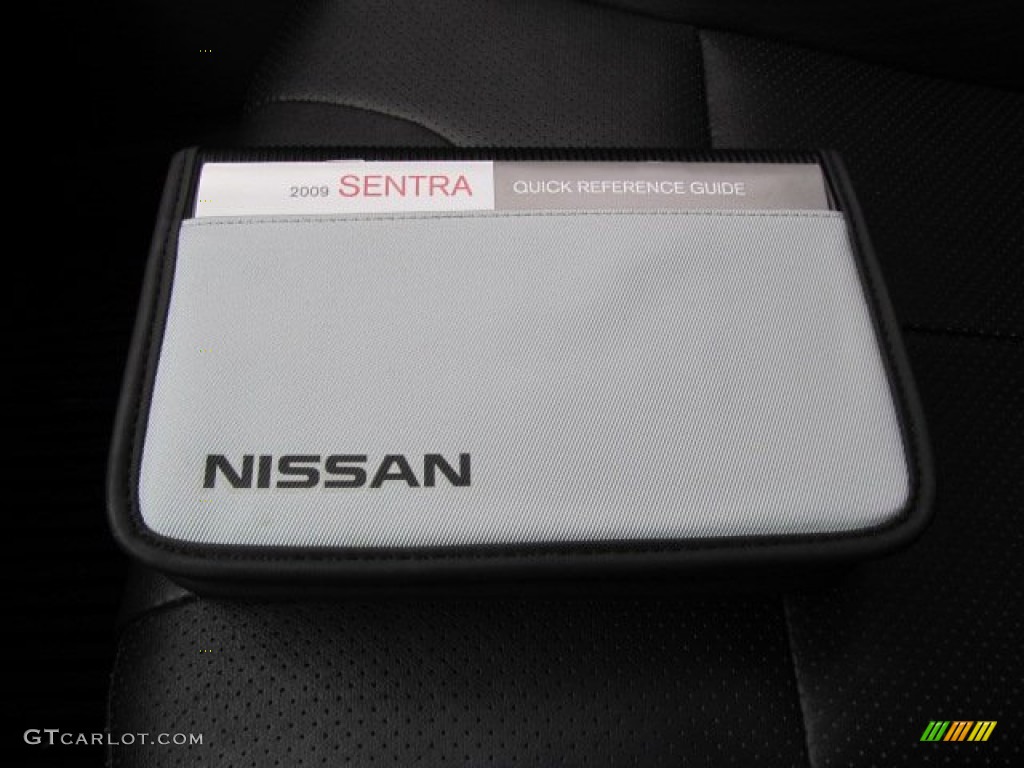 2009 SENTRA QUICK REFERENCE GUIDE
NISSAN
GTCARLOT.COM